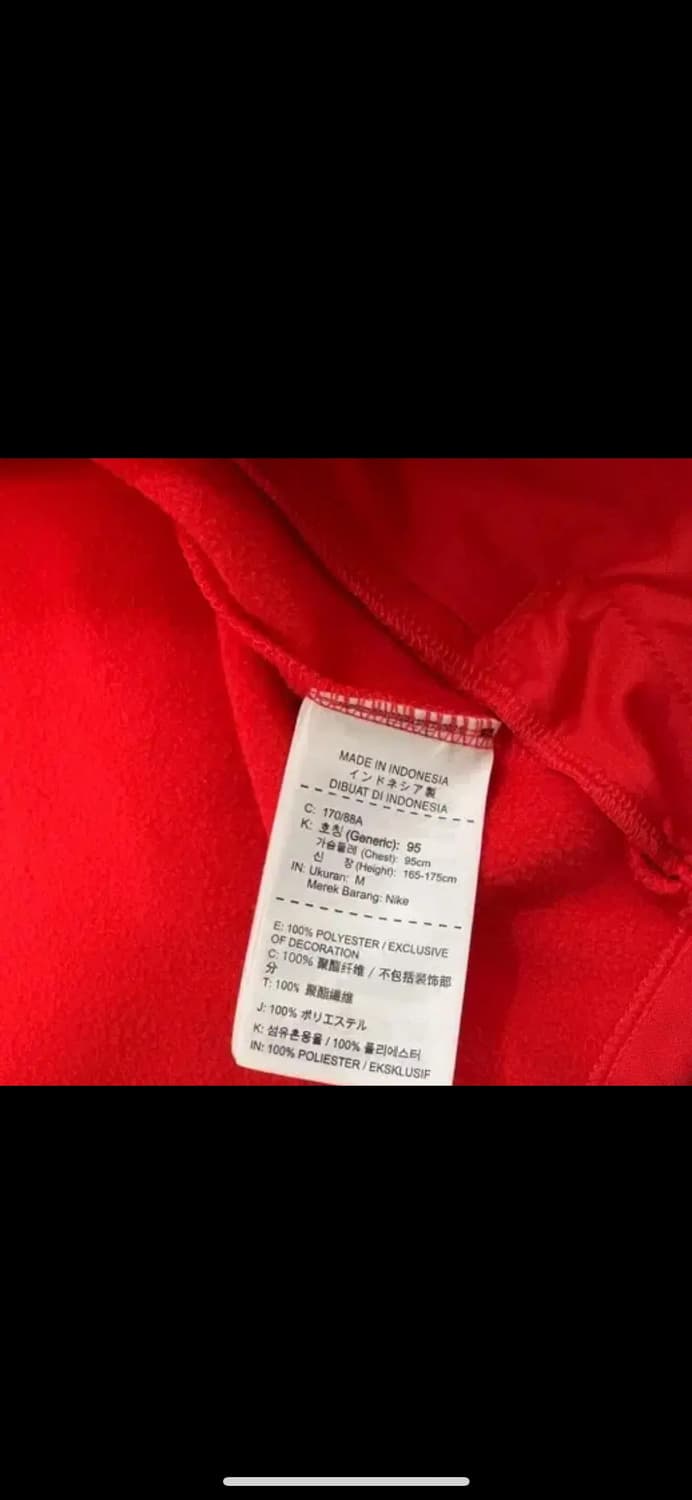 MADE IN INDONESIA
インドネシア製
DIBUAT DI INDONESIA
C: 170/88A
K: 호칭 (Generic): 95
가슴둘레 (Chest): 95cm
신 장 (Height): 165-175cm
IN: Ukuran: M
Merek Barang: Nike
E: 100% POLYESTER / EXCLUSIVE
OF DECORATION
C: 100% 聚酯纤维 / 不包括装饰部
分
T: 100% 聚酯纖維
J: 100% ポリエステル
K: 섬유혼용율 / 100% 폴리에스터
IN: 100% POLIESTER / EKSKLUSIF